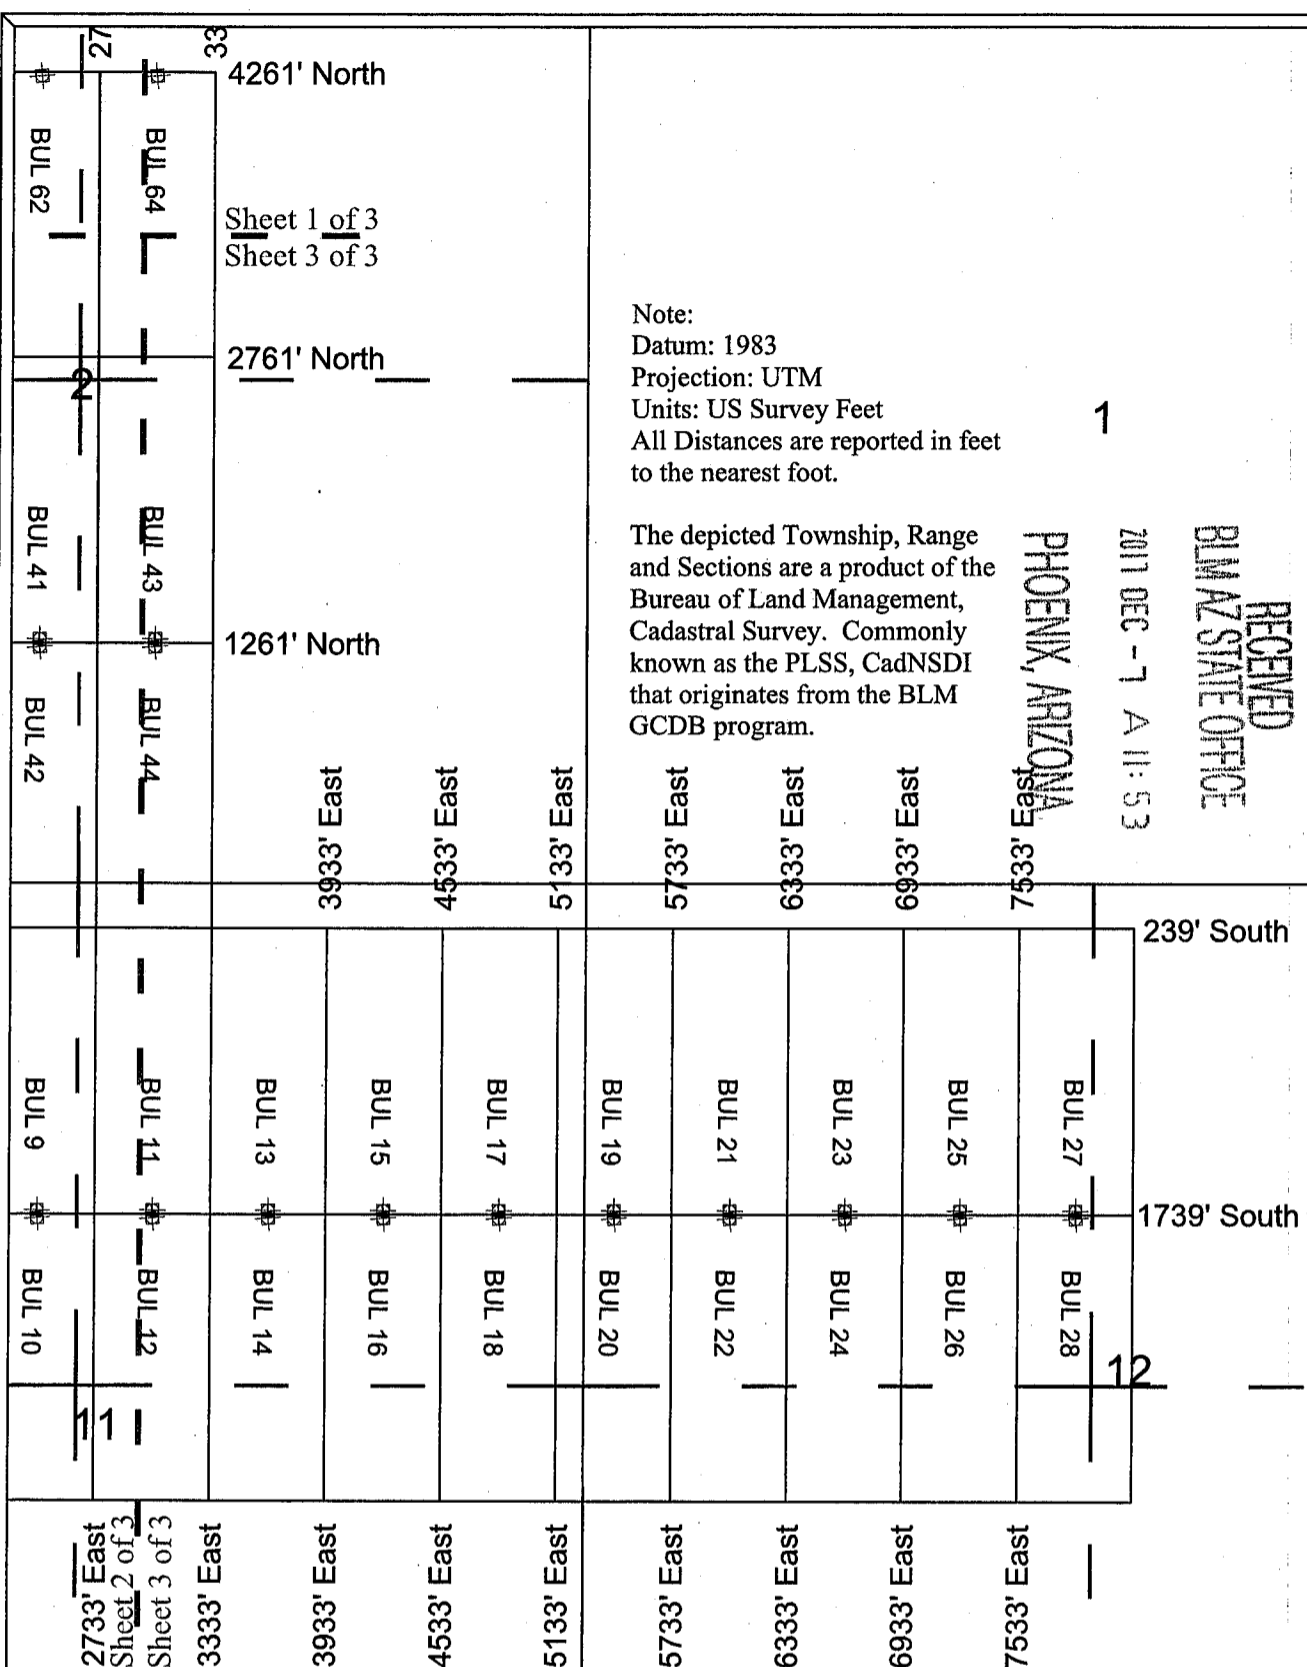 27
33
4261' North
BUL 62
BUL 64
Sheet 1 of 3
Sheet 3 of 3
2761' North
2
Note:
Datum: 1983
Projection: UTM
Units: US Survey Feet
All Distances are reported in feet
to the nearest foot.
The depicted Township, Range
and Sections are a product of the
Bureau of Land Management,
Cadastral Survey. Commonly
known as the PLSS, CadNSDI
that originates from the BLM
GCDB program.
1
RECEIVED
BLM AZ STATE OFFICE
2017 DEC -7 A 11: 53
PHOENIX, ARIZONA
BUL 41
BUL 43
1261' North
BUL 42
BUL 44
3933' East
4533' East
5133' East
5733' East
6333' East
6933' East
7533' East
239' South
BUL 9
BUL 11
BUL 13
BUL 15
BUL 17
BUL 19
BUL 21
BUL 23
BUL 25
BUL 27
1739' South
BUL 10
BUL 12
BUL 14
BUL 16
BUL 18
BUL 20
BUL 22
BUL 24
BUL 26
BUL 28
11
12
2733' East
Sheet 2 of 3
Sheet 3 of 3
3333' East
3933' East
4533' East
5133' East
5733' East
6333' East
6933' East
7533' East